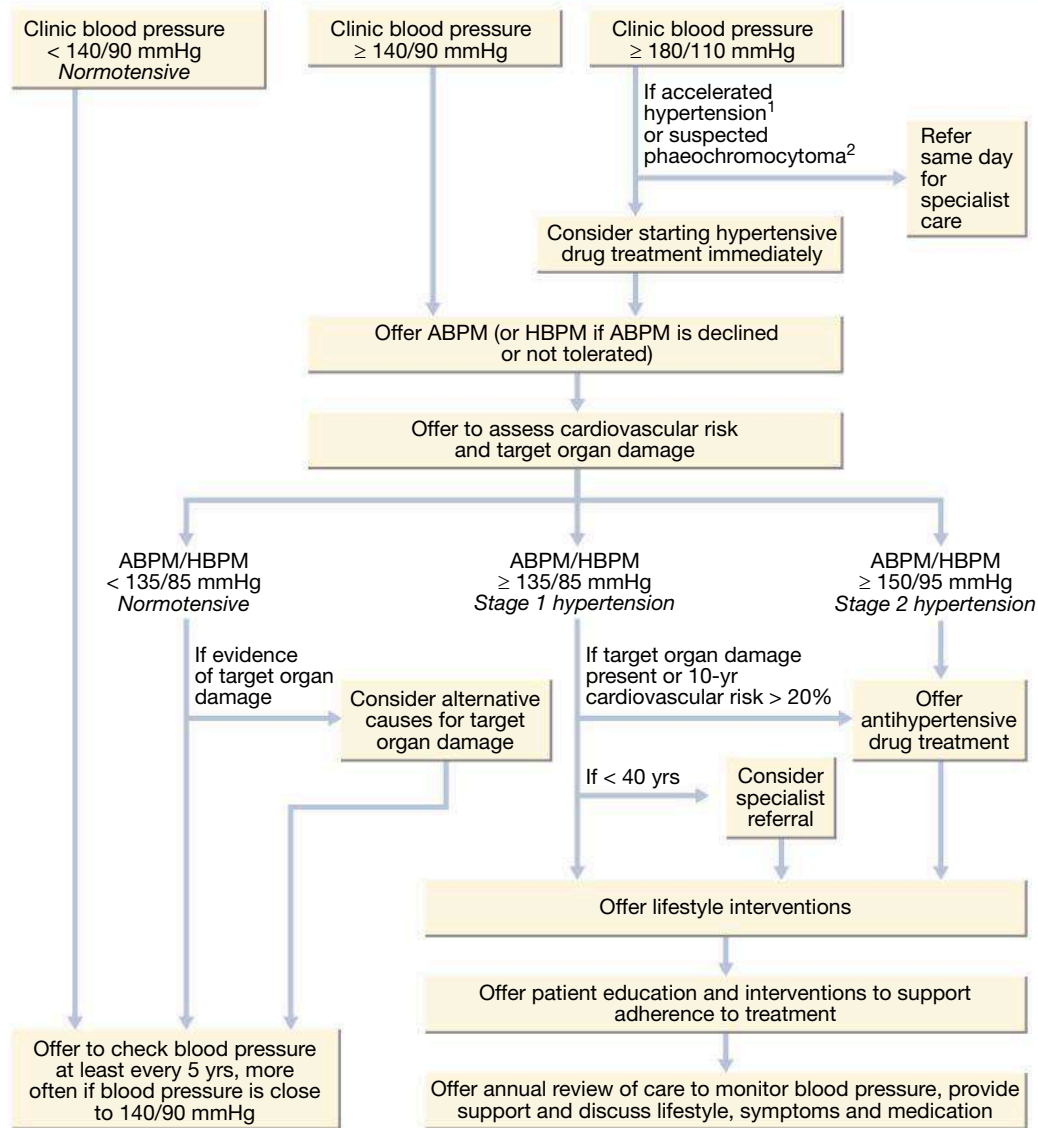 Clinic blood pressure
< 140/90 mmHg
Normotensive
Clinic blood pressure
≥ 140/90 mmHg
Clinic blood pressure
≥ 180/110 mmHg
If accelerated
hypertension1
or suspected
phaeochromocytoma2
Refer
same day
for
specialist
care
Consider starting hypertensive
drug treatment immediately
Offer ABPM (or HBPM if ABPM is declined
or not tolerated)
Offer to assess cardiovascular risk
and target organ damage
ABPM/HBPM
< 135/85 mmHg
Normotensive
ABPM/HBPM
≥ 135/85 mmHg
Stage 1 hypertension
ABPM/HBPM
≥ 150/95 mmHg
Stage 2 hypertension
If evidence
of target organ
damage
Consider alternative
causes for target
organ damage
If target organ damage
present or 10-yr
cardiovascular risk > 20%
Offer
antihypertensive
drug treatment
If < 40 yrs
Consider
specialist
referral
Offer lifestyle interventions
Offer patient education and interventions to support
adherence to treatment
Offer to check blood pressure
at least every 5 yrs, more
often if blood pressure is close
to 140/90 mmHg
Offer annual review of care to monitor blood pressure, provide
support and discuss lifestyle, symptoms and medication